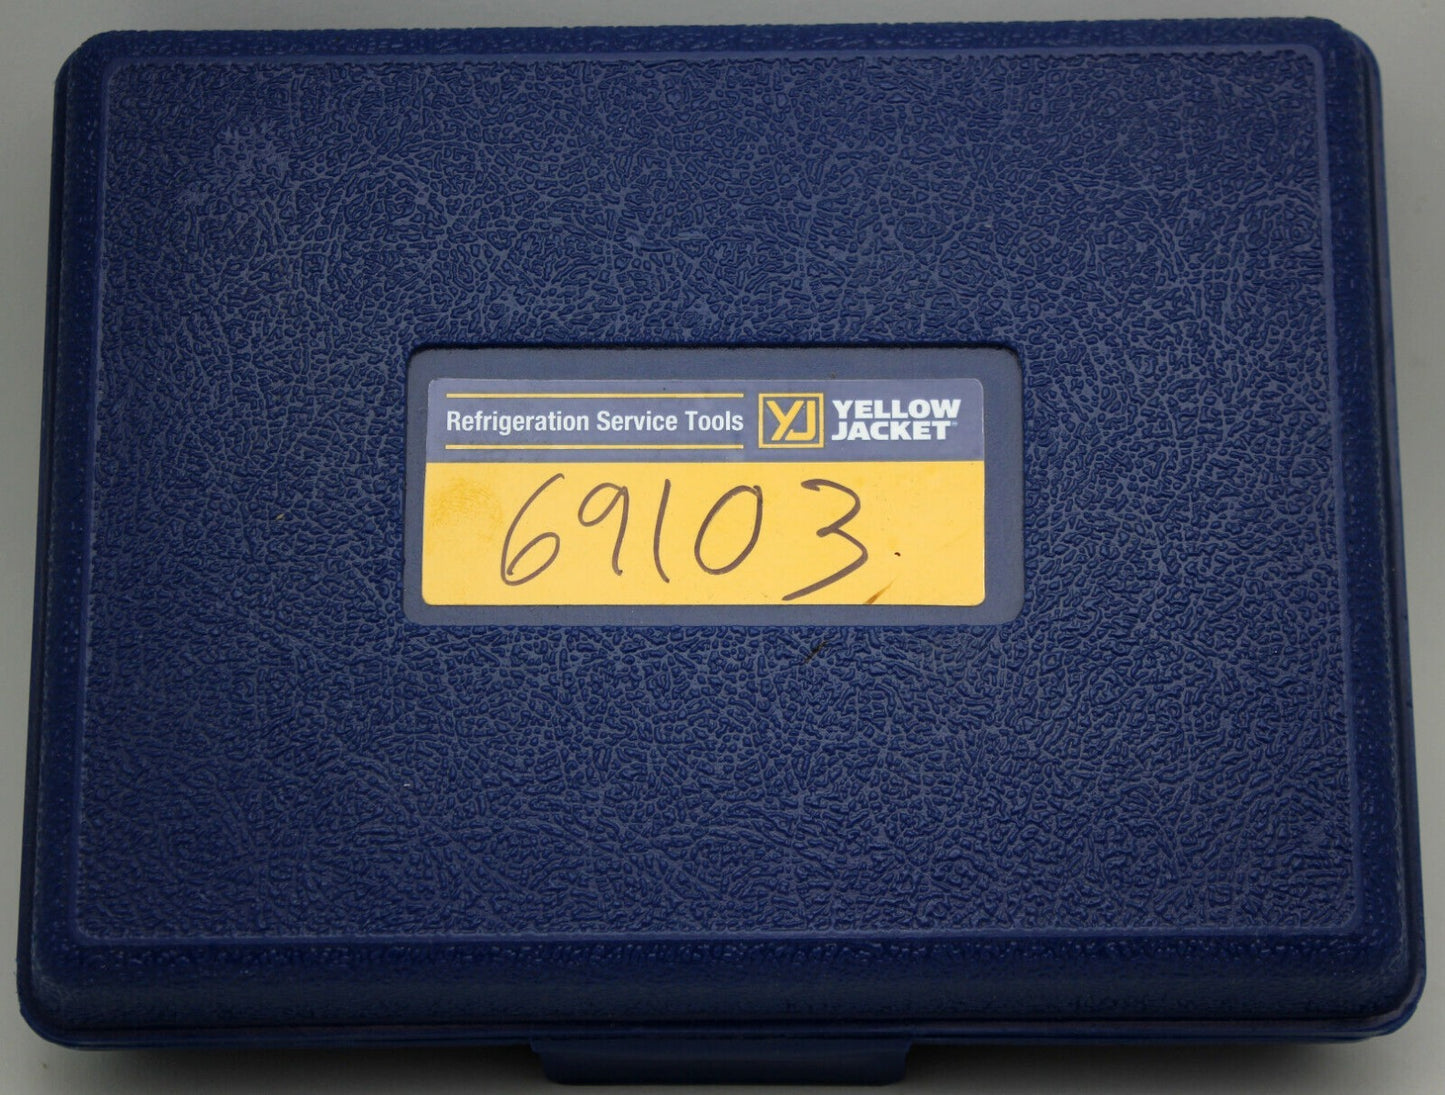 Refrigeration Service Tools YJ YELLOW JACKET
69103